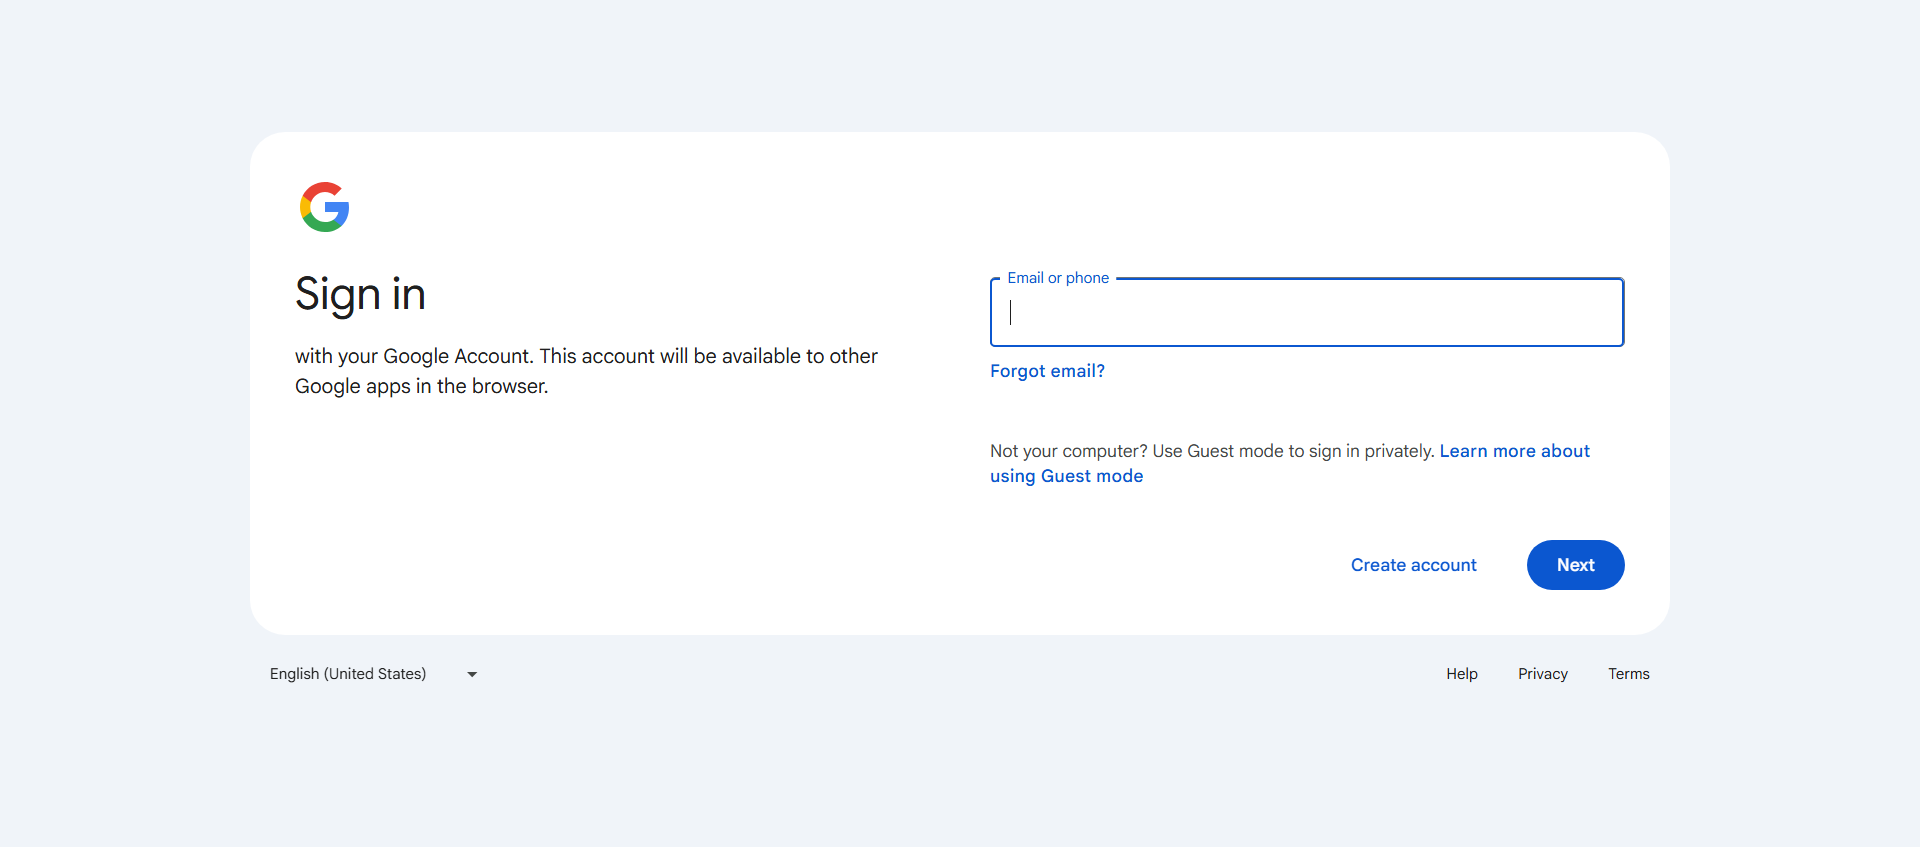 Sign in
with your Google Account. This account will be available to other
Google apps in the browser.
Email or phone
Forgot email?
Not your computer? Use Guest mode to sign in privately. Learn more about
using Guest mode
Create account
Next
English (United States)
Help
Privacy
Terms